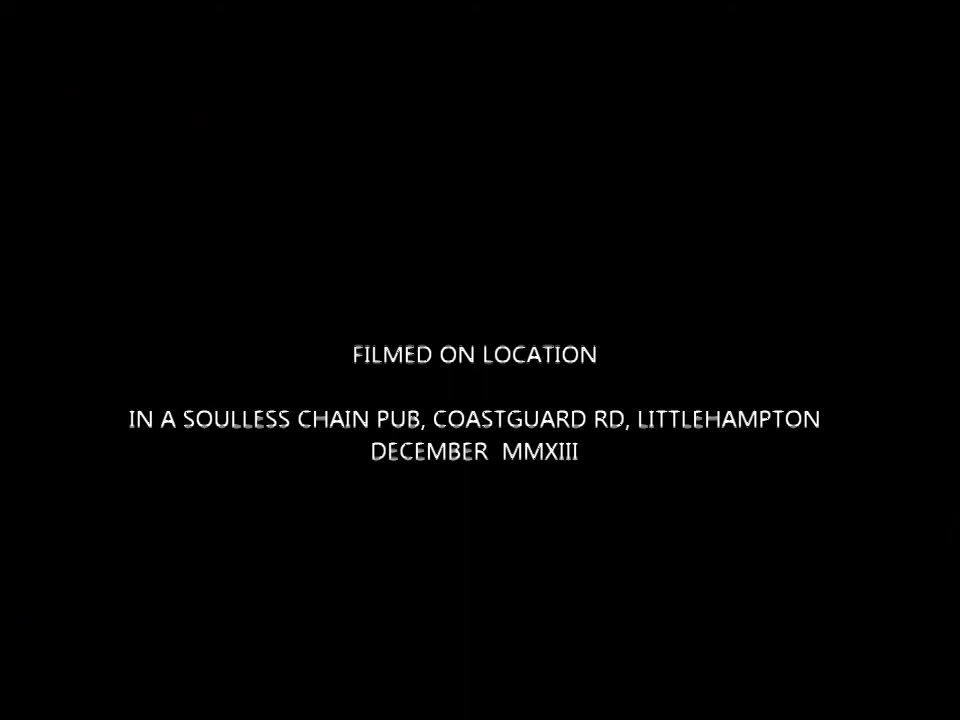 FILMED ON LOCATION
IN A SOULLESS CHAIN PUB, COASTGUARD RD, LITTLEHAMPTON
DECEMBER MMXIII